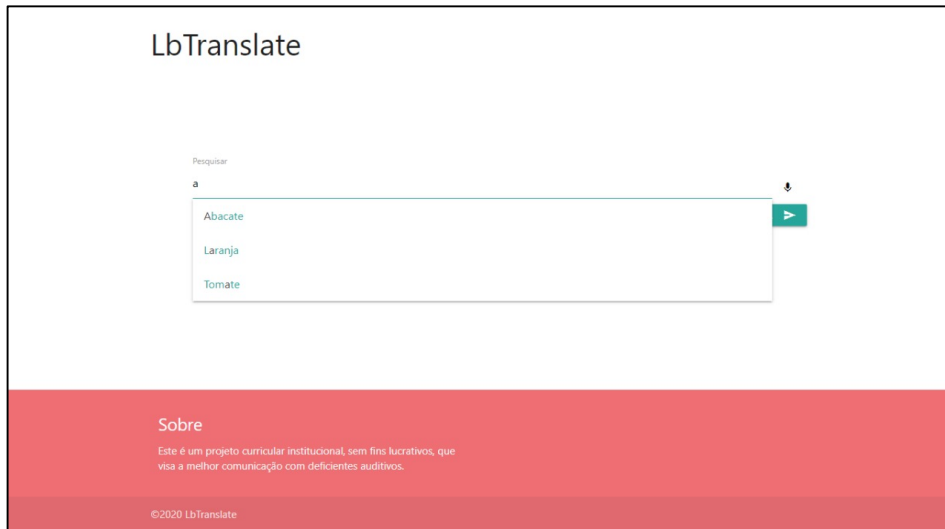 LbTranslate
Pesquisar
a
Abacate
Laranja
Tomate
Sobre
Este é um projeto curricular institucional, sem fins lucrativos, que
visa a melhor comunicação com deficientes auditivos.
©2020 LbTranslate